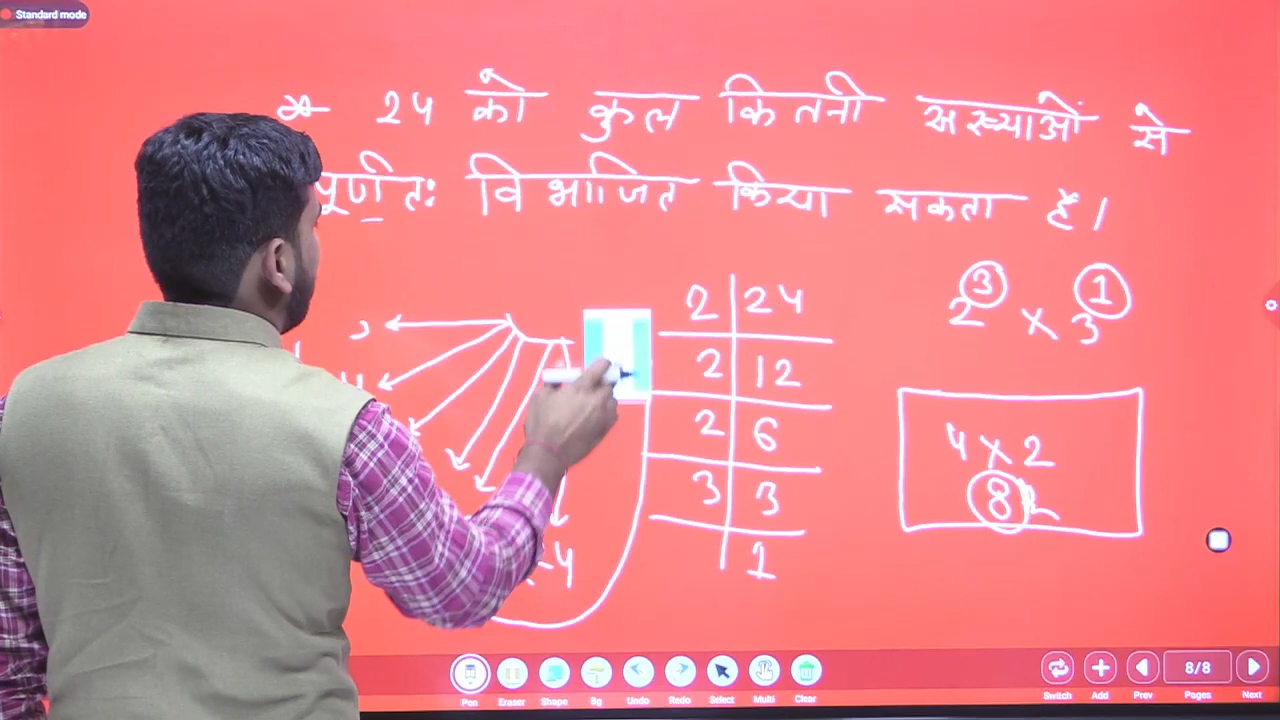 Standard mode
* 24 को कुल कितनी सख्याओं से
पूर्णतः विभाजित किया सकता है।
2 | 24
2 | 12
2 | 6
3 | 3
1
2³ × 3¹
4 × 2
8
Pen Eraser Shape Bg Undo Redo Select Multi Clear
8/8
Switch Add Prev Pages Next